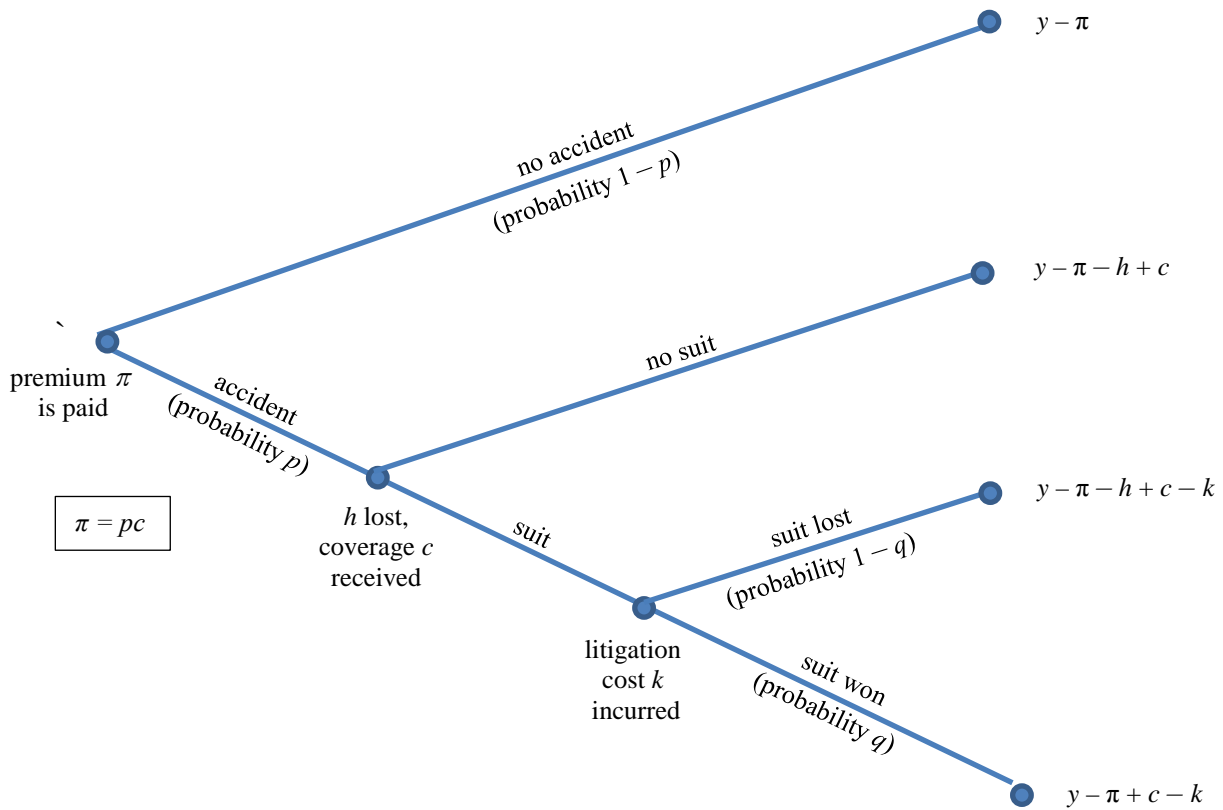 y – π
no accident
(probability 1 – p)
y – π – h + c
no suit
`
premium π
is paid
accident
(probability p)
π = pc
h lost,
coverage c
received
suit
suit lost
(probability 1 – q)
y – π – h + c – k
litigation
cost k
incurred
suit won
(probability q)
y – π + c – k